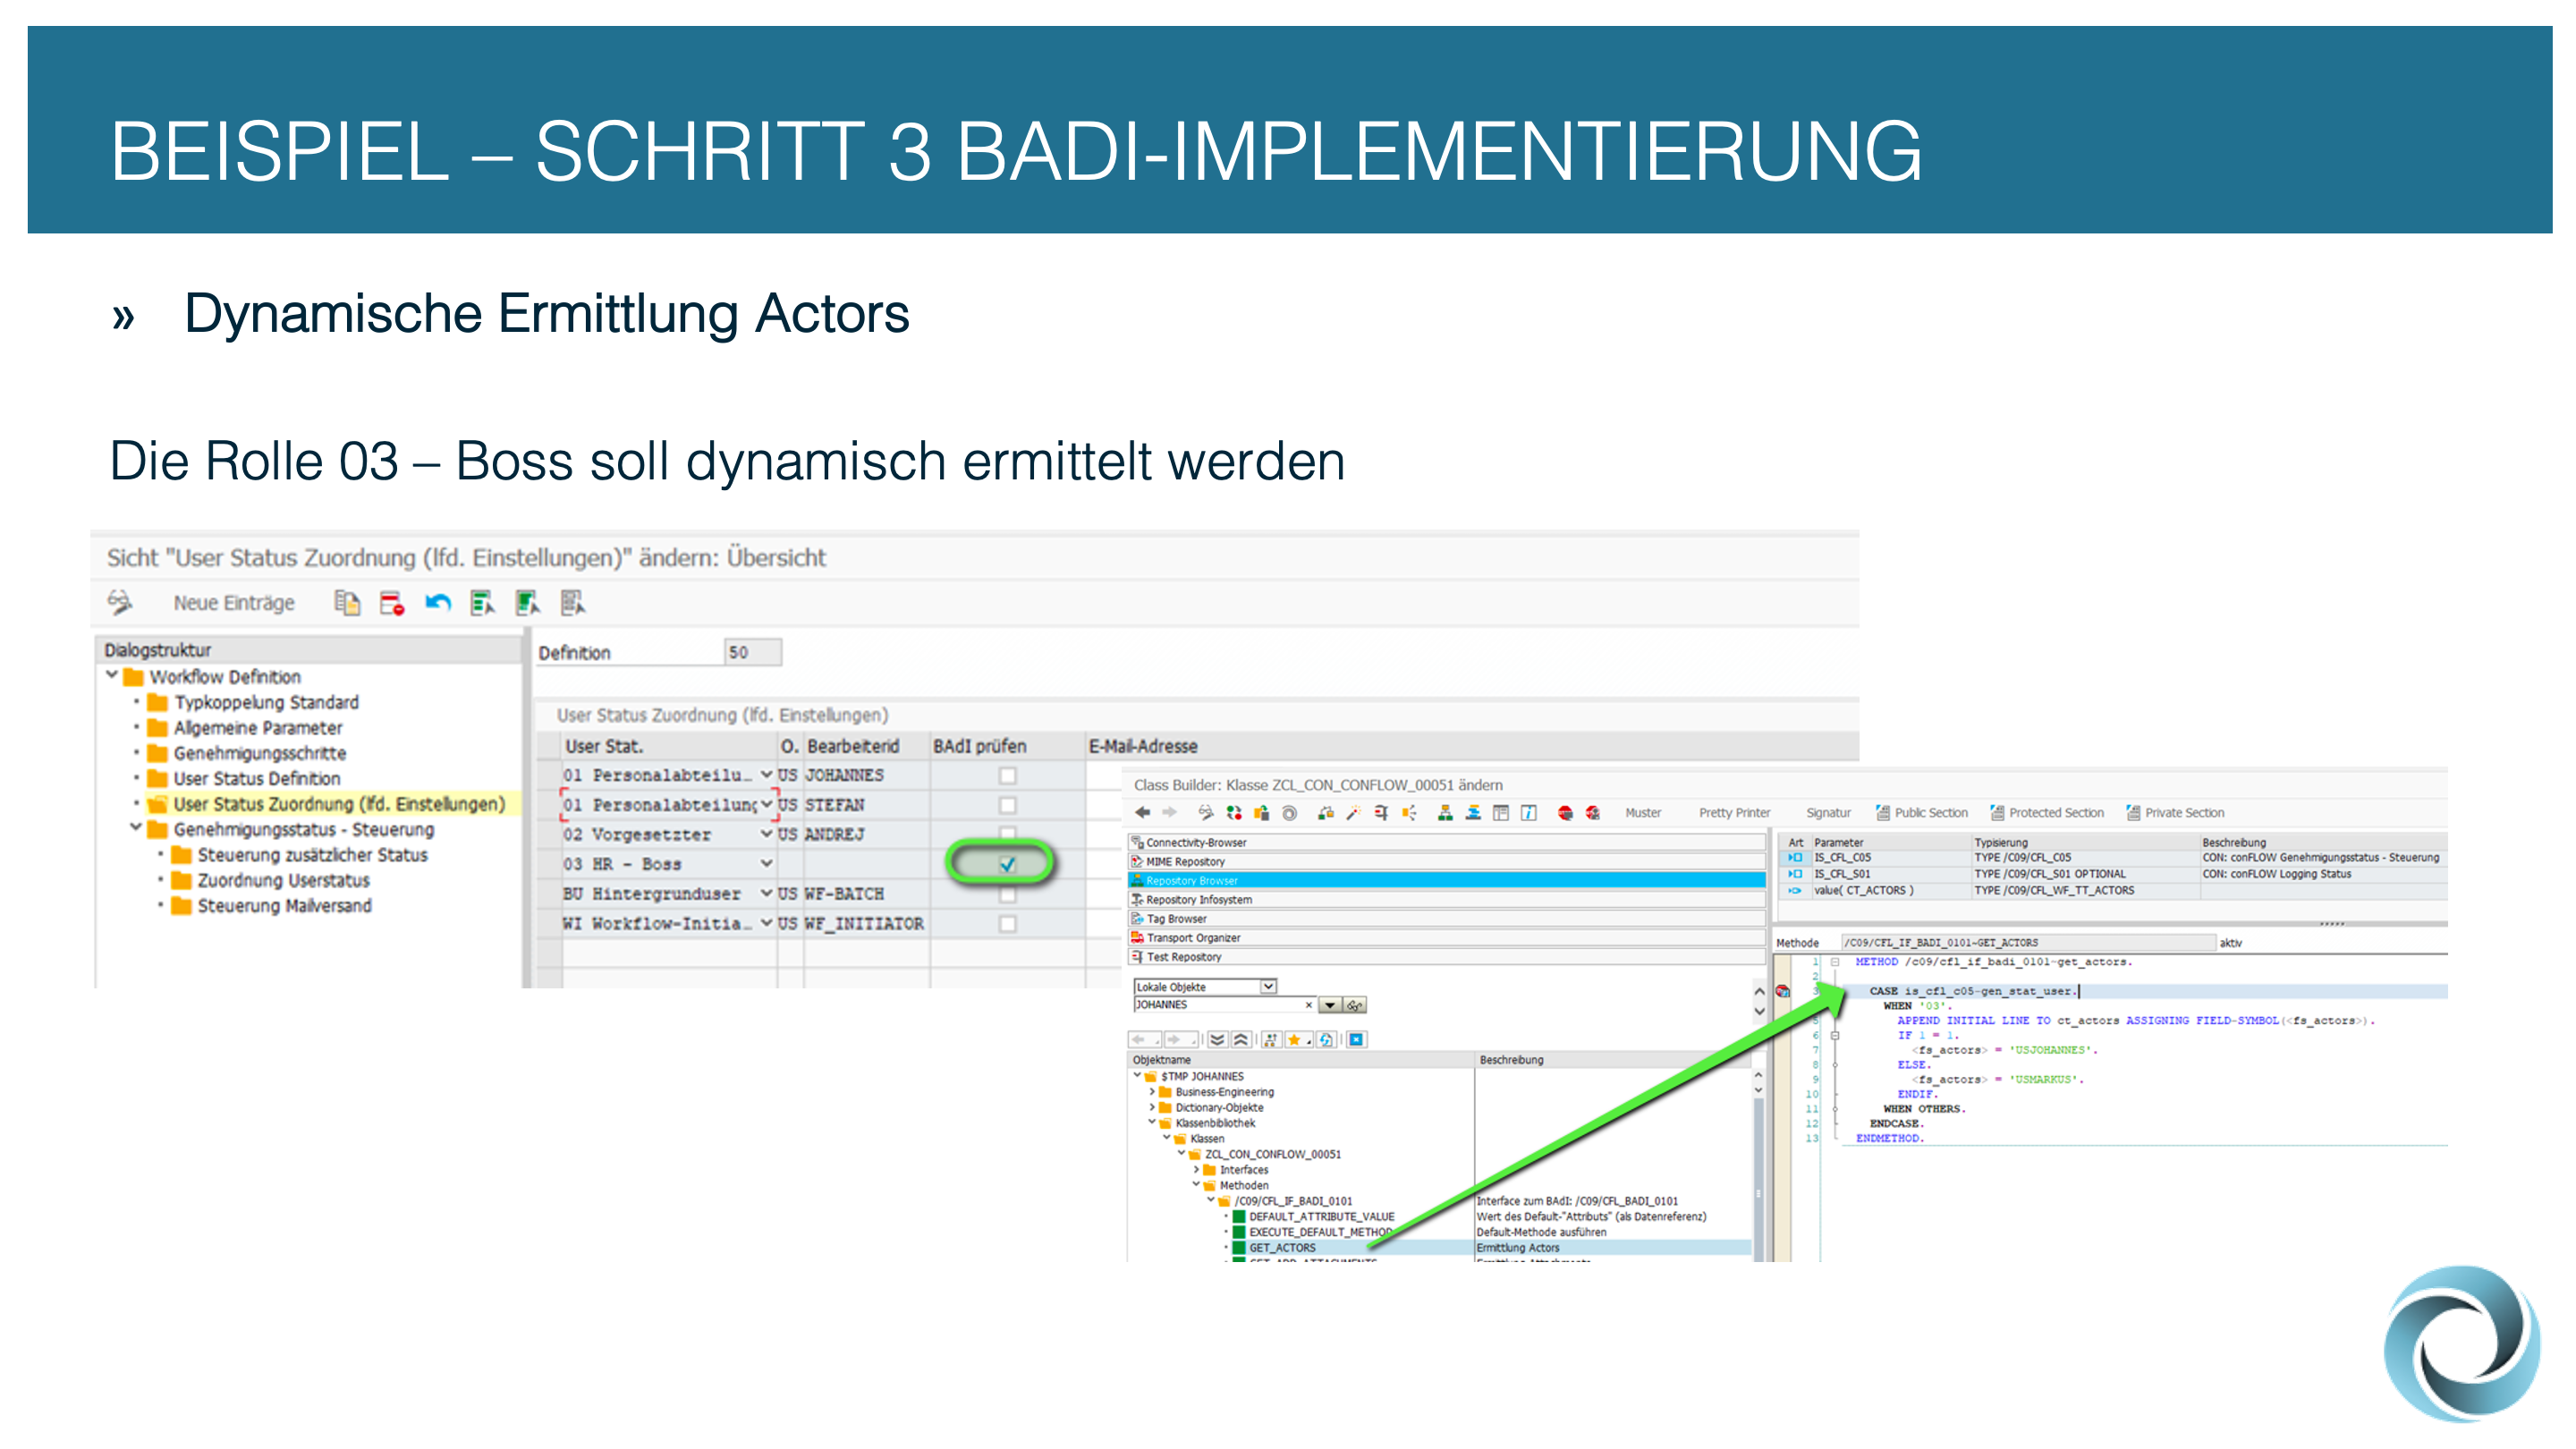 BEISPIEL – SCHRITT 3 BADI-IMPLEMENTIERUNG
» Dynamische Ermittlung Actors
Die Rolle 03 – Boss soll dynamisch ermittelt werden
Sicht "User Status Zuordnung (lfd. Einstellungen)" ändern: Übersicht
Neue Einträge
Dialogstruktur
Workflow Definition
Typkoppelung Standard
Allgemeine Parameter
Genehmigungsschritte
User Status Definition
User Status Zuordnung (lfd. Einstellungen)
Genehmigungsstatus - Steuerung
Steuerung zusätzlicher Status
Zuordnung Userstatus
Steuerung Mailversand
Definition 50
User Status Zuordnung (lfd. Einstellungen)
User Stat. O. Bearbeiterid BAdI prüfen E-Mail-Adresse
01 Personalabteilu… US JOHANNES
01 Personalabteilung US STEFAN
02 Vorgesetzter US ANDREJ
03 HR - Boss
BU Hintergrunduser US WF-BATCH
WI Workflow-Initia… US WF_INITIATOR
Class Builder: Klasse ZCL_CON_CONFLOW_00051 ändern
Muster Pretty Printer Signatur Public Section Protected Section Private Section
Connectivity-Browser
MIME Repository
Repository Browser
Repository Infosystem
Tag Browser
Transport Organizer
Test Repository
Lokale Objekte
JOHANNES
Objektname Beschreibung
$TMP JOHANNES
Business-Engineering
Dictionary-Objekte
Klassenbibliothek
Klassen
ZCL_CON_CONFLOW_00051
Interfaces
Methoden
/C09/CFL_IF_BADI_0101 Interface zum BAdI: /C09/CFL_BADI_0101
DEFAULT_ATTRIBUTE_VALUE Wert des Default-"Attributs" (als Datenreferenz)
EXECUTE_DEFAULT_METHOD Default-Methode ausführen
GET_ACTORS Ermittlung Actors
Art Parameter Typisierung Beschreibung
IS_CFL_C05 TYPE /C09/CFL_C05 CON: conFLOW Genehmigungsstatus - Steuerung
IS_CFL_S01 TYPE /C09/CFL_S01 OPTIONAL CON: conFLOW Logging Status
value( CT_ACTORS ) TYPE /C09/CFL_WF_TT_ACTORS
Methode /C09/CFL_IF_BADI_0101~GET_ACTORS aktiv
1 METHOD /c09/cfl_if_badi_0101~get_actors.
2
3 CASE is_cfl_c05-gen_stat_user.
WHEN '03'.
5 APPEND INITIAL LINE TO ct_actors ASSIGNING FIELD-SYMBOL(<fs_actors>).
6 IF 1 = 1.
7 <fs_actors> = 'USJOHANNES'.
8 ELSE.
9 <fs_actors> = 'USMARKUS'.
10 ENDIF.
11 WHEN OTHERS.
12 ENDCASE.
13 ENDMETHOD.